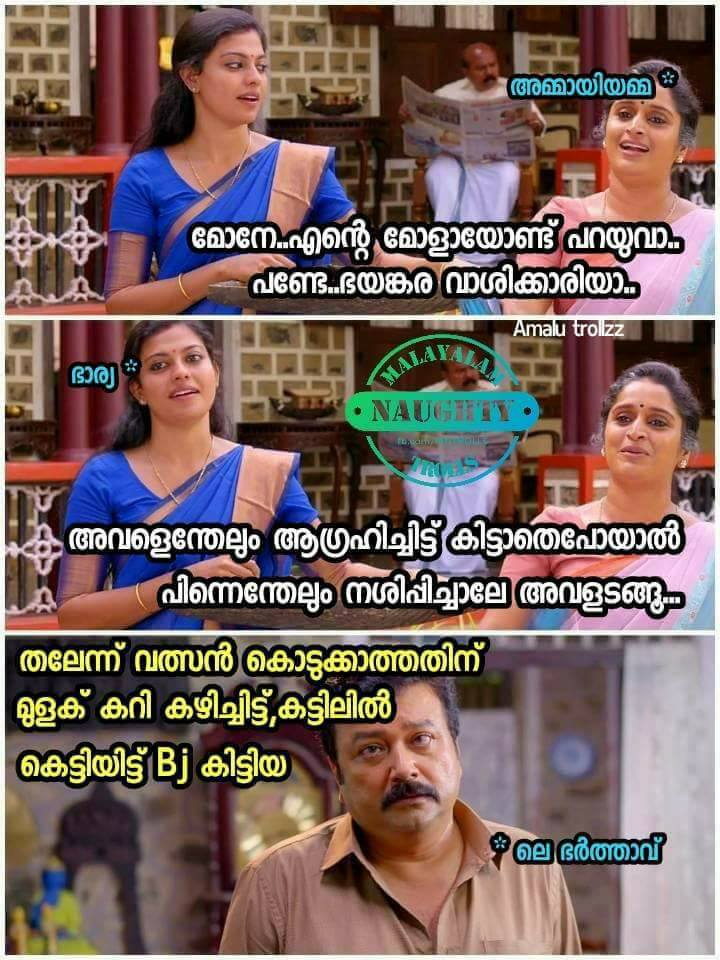 അമ്മായിയമ്മ *
മോനേ..എന്റെ മോളായോണ്ട് പറയുവാ..
പണ്ടേ..ഭയങ്കര വാശിക്കാരിയാ..
Amalu trollzz
ഭാര്യ *
MALAYALAM
NAUGHTY
TROLLS
അവളെന്തേലും ആഗ്രഹിച്ചിട്ട് കിട്ടാതെപോയാൽ
പിന്നെന്തേലും നശിപ്പിച്ചാലേ അവളടങ്ങൂ...
തലേന്ന് വത്സൻ കൊടുക്കാത്തതിന്
മുളക് കറി കഴിച്ചിട്ട്,കട്ടിലിൽ
കെട്ടിയിട്ട് Bj കിട്ടിയ
* ലെ ഭർത്താവ്